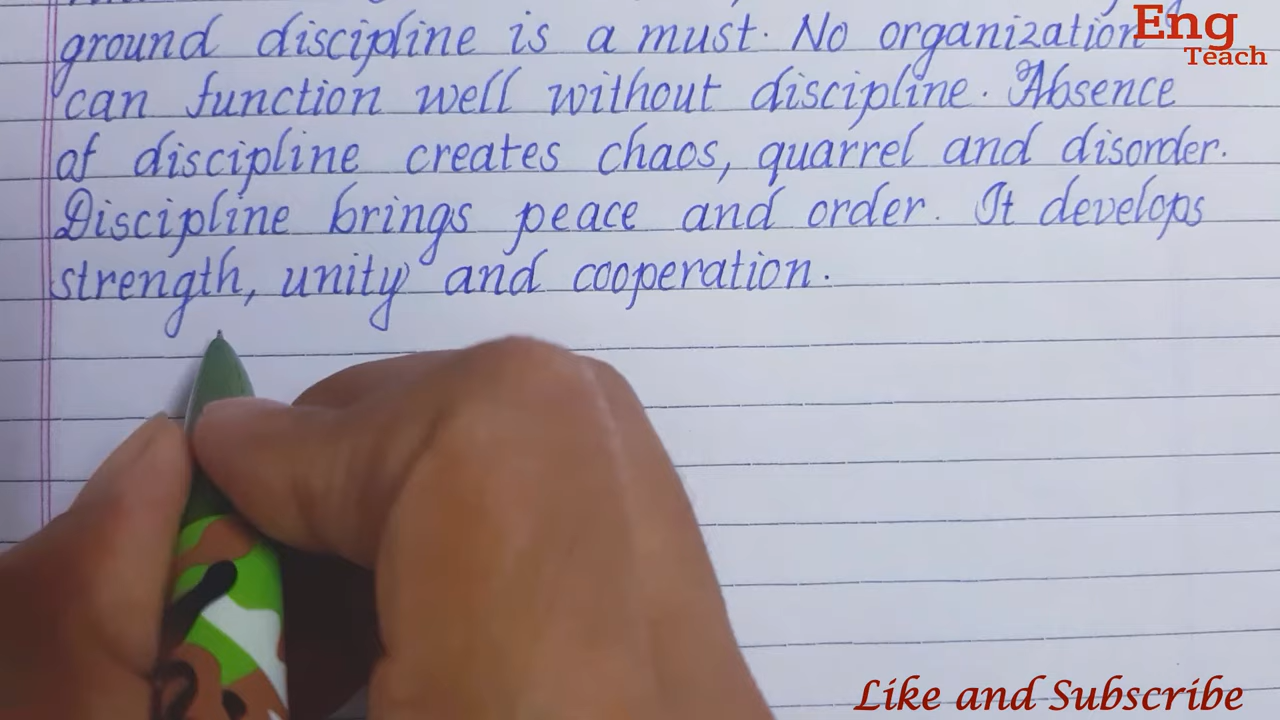 ground discipline is a must. No organization
can function well without discipline. Absence
of discipline creates chaos, quarrel and disorder.
Discipline brings peace and order. It develops
strength, unity and cooperation.
Eng
Teach
Like and Subscribe